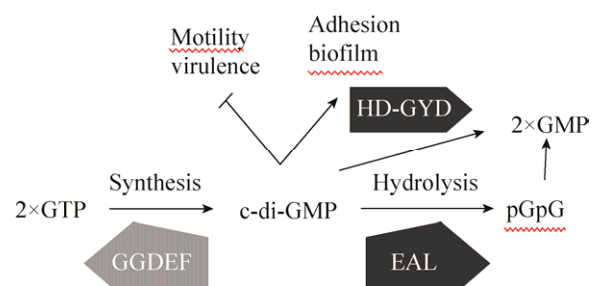 Motility
virulence
Adhesion
biofilm
HD-GYD
2×GMP
Synthesis
Hydrolysis
2×GTP
c-di-GMP
pGpG
GGDEF
EAL